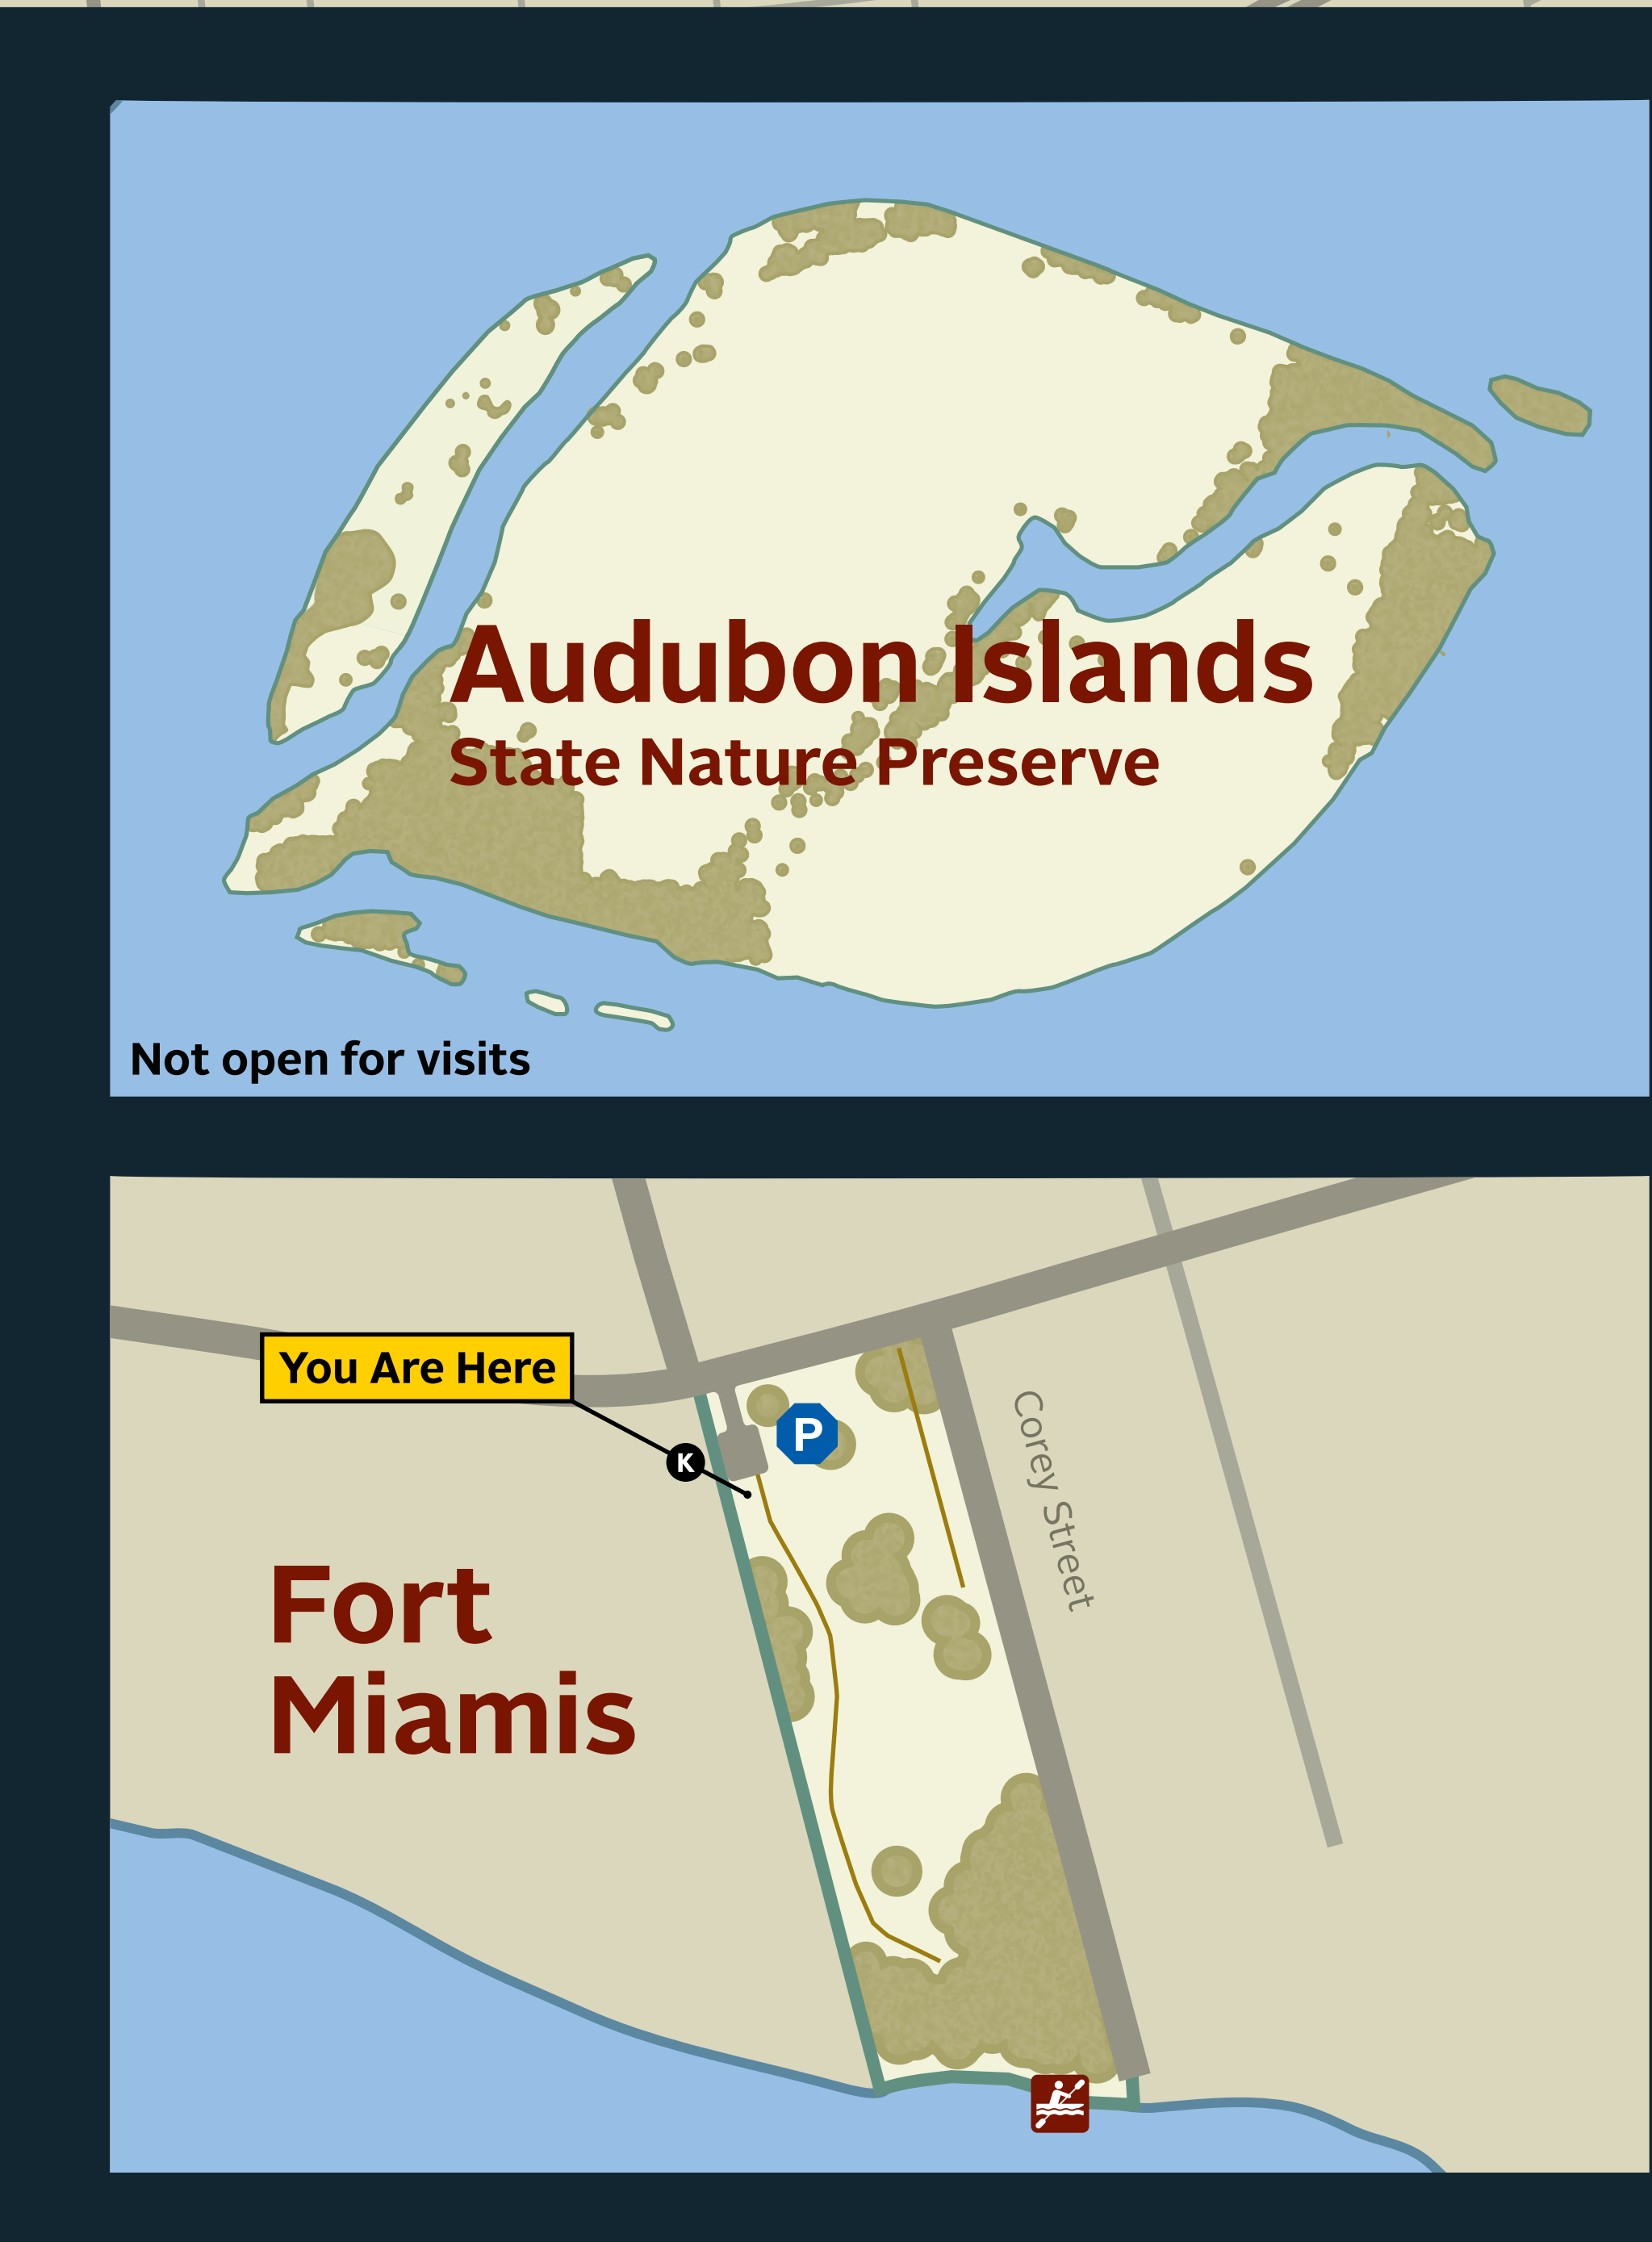 Audubon Islands
State Nature Preserve
Not open for visits
You Are Here
P
K
Corey Street
Fort
Miamis